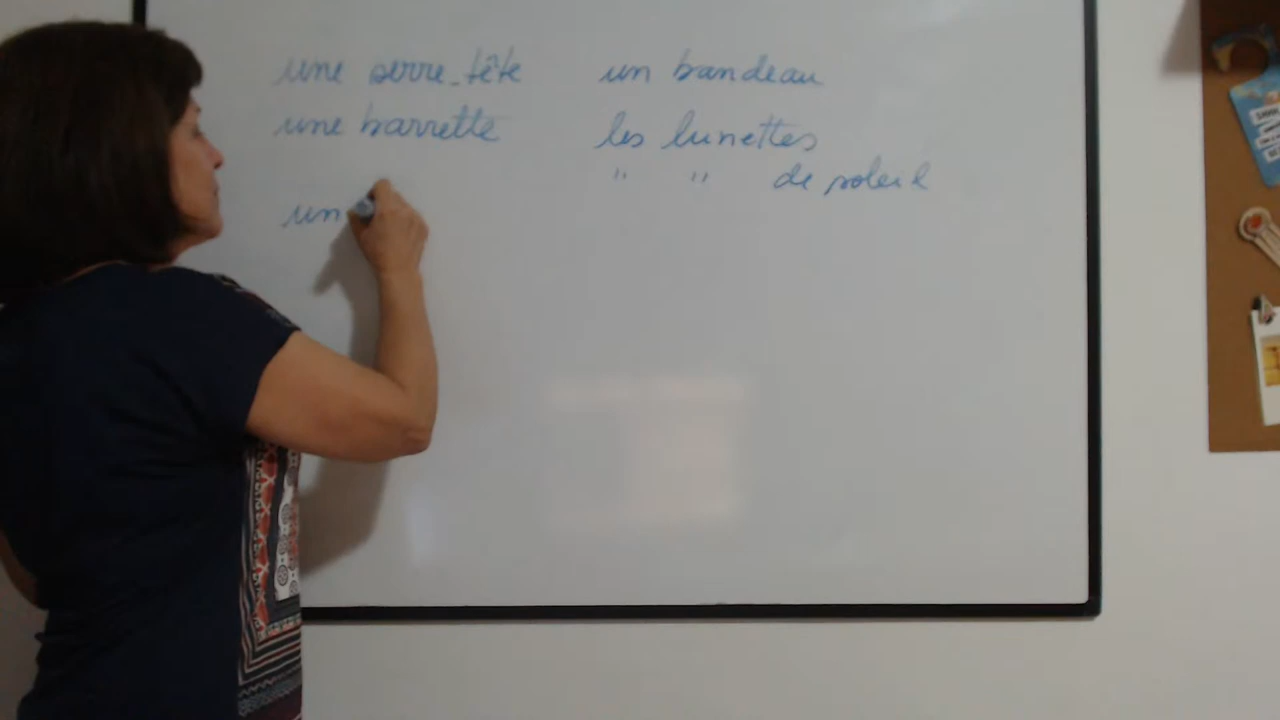 une serre-tête un bandeau
une barrette les lunettes
" " de soleil
un